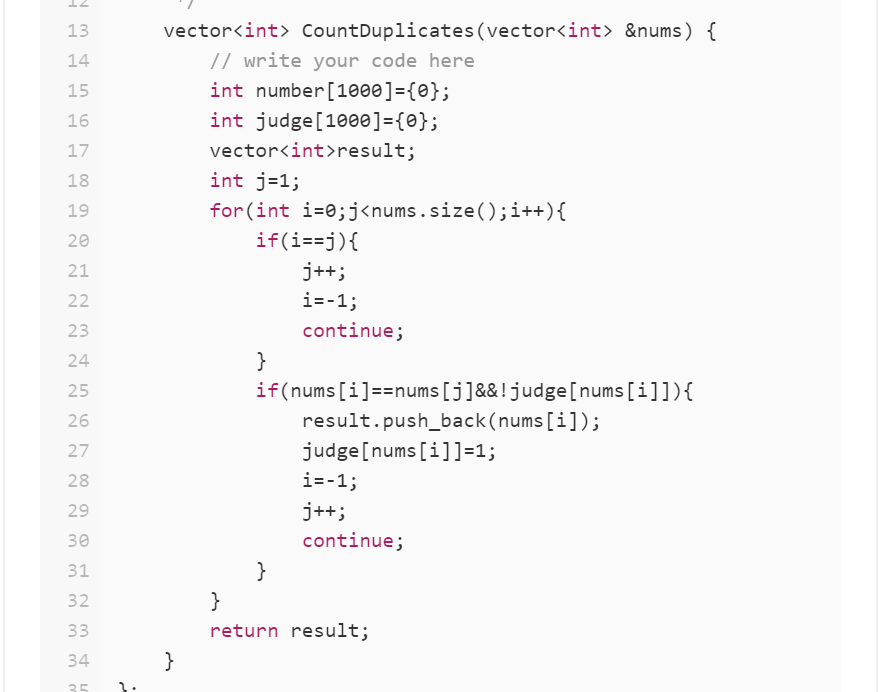 12 */
13 vector<int> CountDuplicates(vector<int> &nums) {
14 // write your code here
15 int number[1000]={0};
16 int judge[1000]={0};
17 vector<int>result;
18 int j=1;
19 for(int i=0;j<nums.size();i++){
20 if(i==j){
21 j++;
22 i=-1;
23 continue;
24 }
25 if(nums[i]==nums[j]&&!judge[nums[i]]){
26 result.push_back(nums[i]);
27 judge[nums[i]]=1;
28 i=-1;
29 j++;
30 continue;
31 }
32 }
33 return result;
34 }
35 };